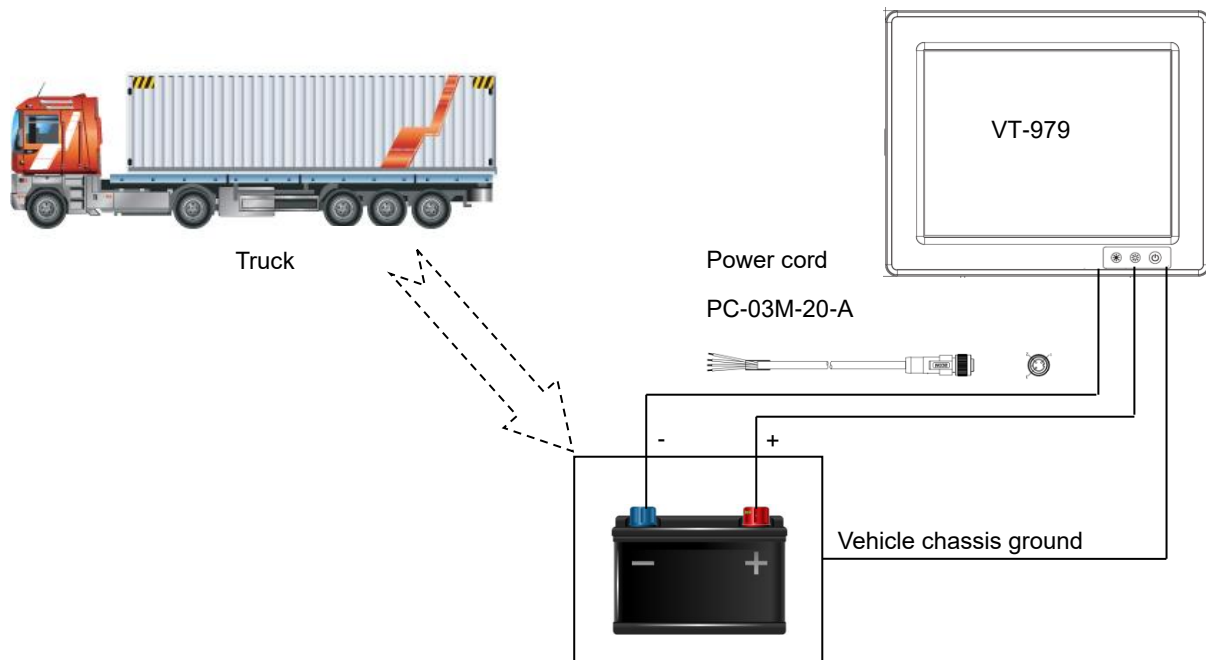 VT-979
Truck
Power cord
PC-03M-20-A
- +
Vehicle chassis ground
− +